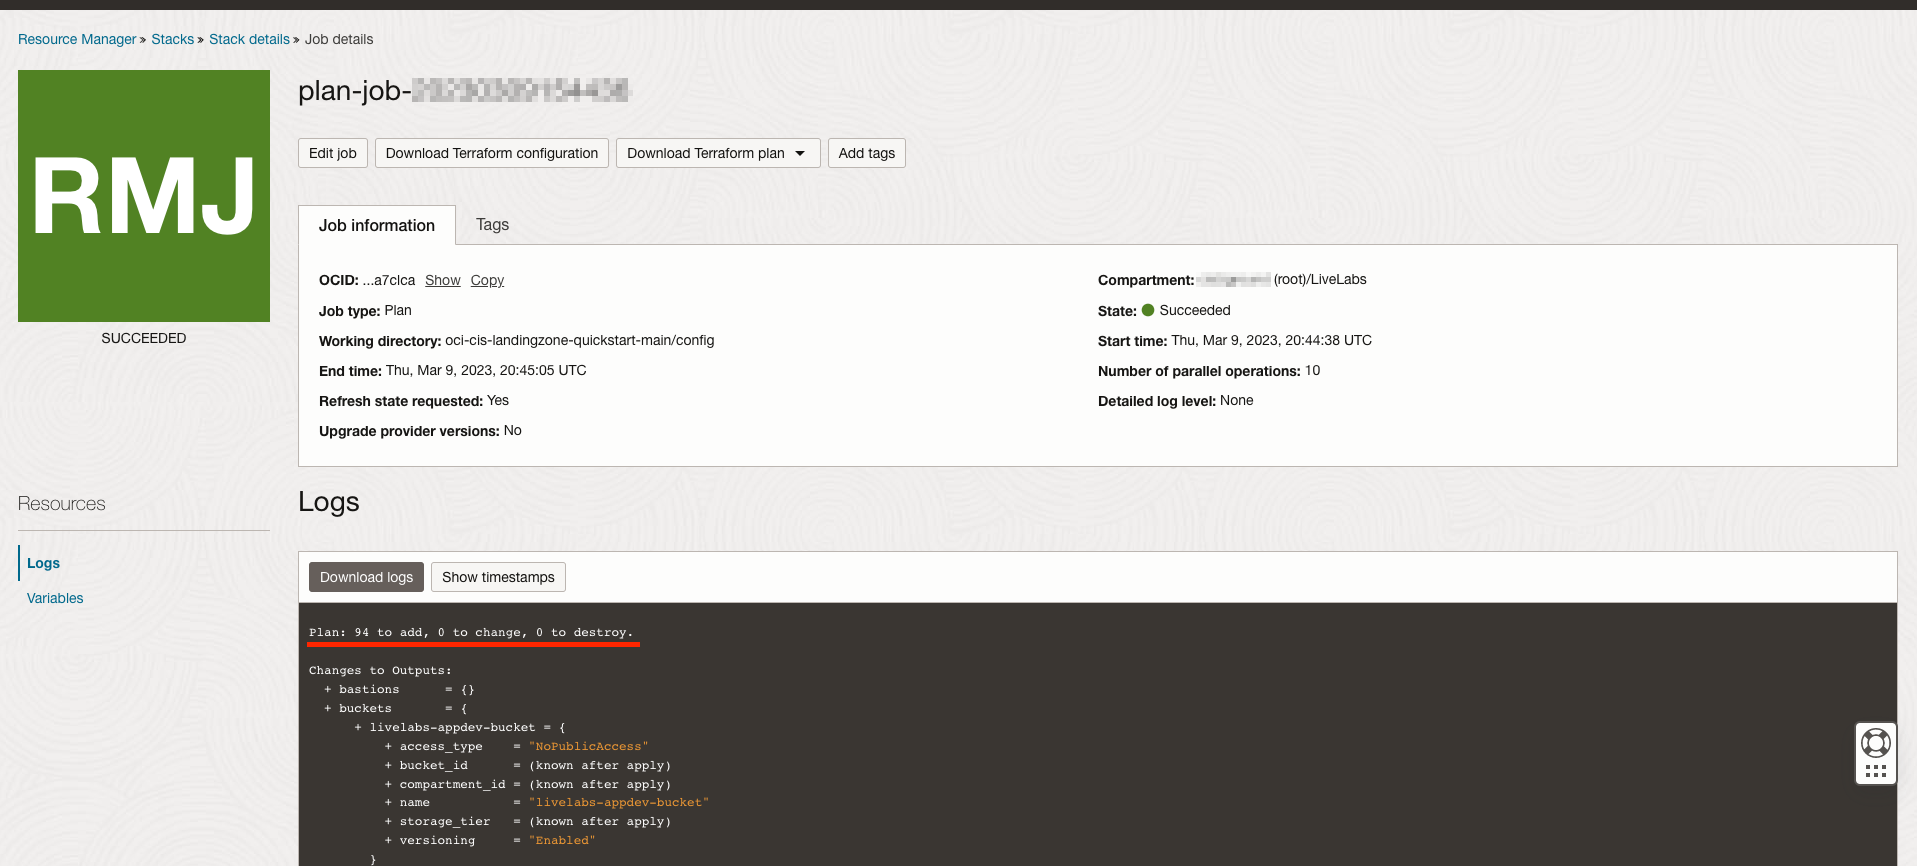 Resource Manager » Stacks » Stack details » Job details
RMJ
SUCCEEDED
plan-job-
Edit job
Download Terraform configuration
Download Terraform plan
Add tags
Job information
Tags
OCID: ...a7clca Show Copy
Job type: Plan
Working directory: oci-cis-landingzone-quickstart-main/config
End time: Thu, Mar 9, 2023, 20:45:05 UTC
Refresh state requested: Yes
Upgrade provider versions: No
Compartment: (root)/LiveLabs
State: Succeeded
Start time: Thu, Mar 9, 2023, 20:44:38 UTC
Number of parallel operations: 10
Detailed log level: None
Resources
Logs
Variables
Logs
Download logs
Show timestamps
Plan: 94 to add, 0 to change, 0 to destroy.
Changes to Outputs:
+ bastions = {}
+ buckets = {
+ livelabs-appdev-bucket = {
+ access_type = "NoPublicAccess"
+ bucket_id = (known after apply)
+ compartment_id = (known after apply)
+ name = "livelabs-appdev-bucket"
+ storage_tier = (known after apply)
+ versioning = "Enabled"
}